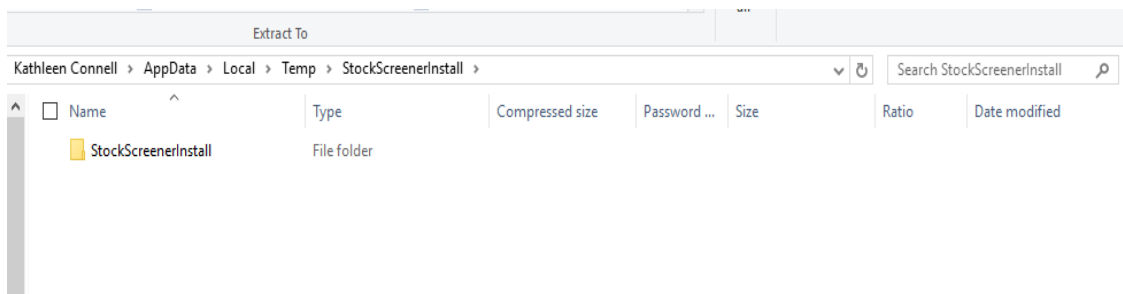 Extract To
Kathleen Connell > AppData > Local > Temp > StockScreenerInstall >
Search StockScreenerInstall
Name Type Compressed size Password ... Size Ratio Date modified
StockScreenerInstall File folder